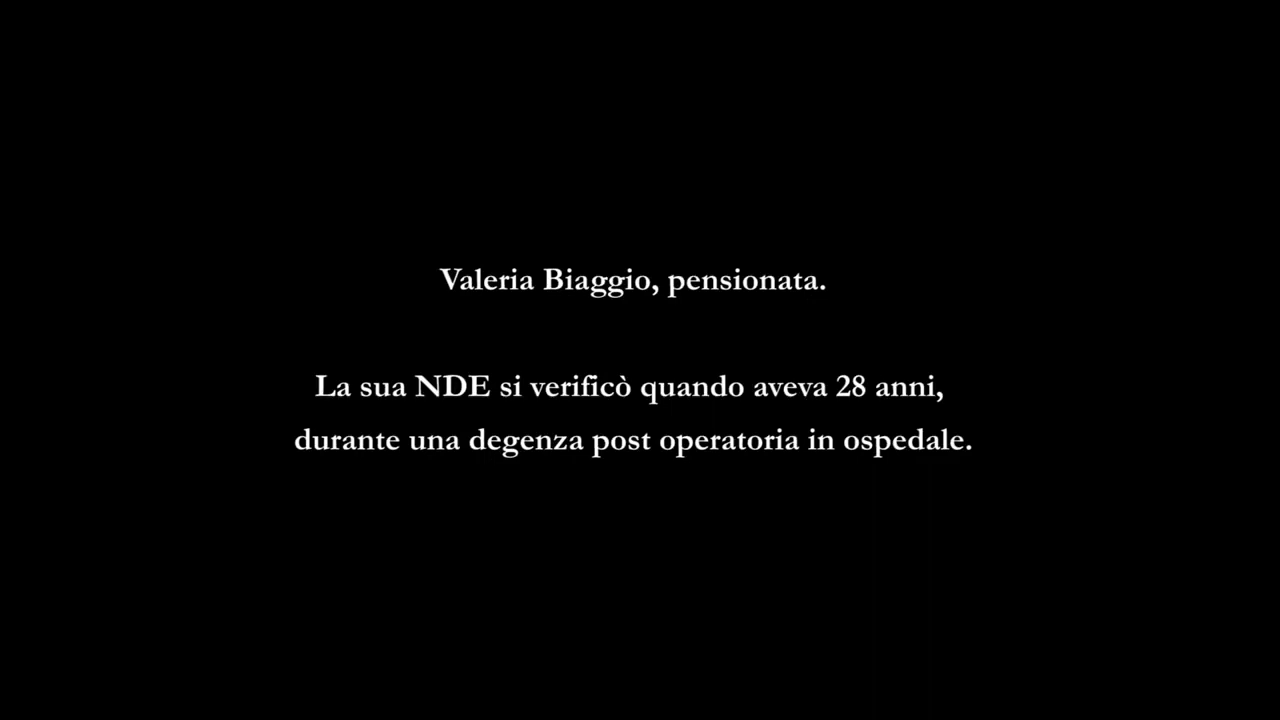 Valeria Biaggio, pensionata.
La sua NDE si verificò quando aveva 28 anni,
durante una degenza post operatoria in ospedale.